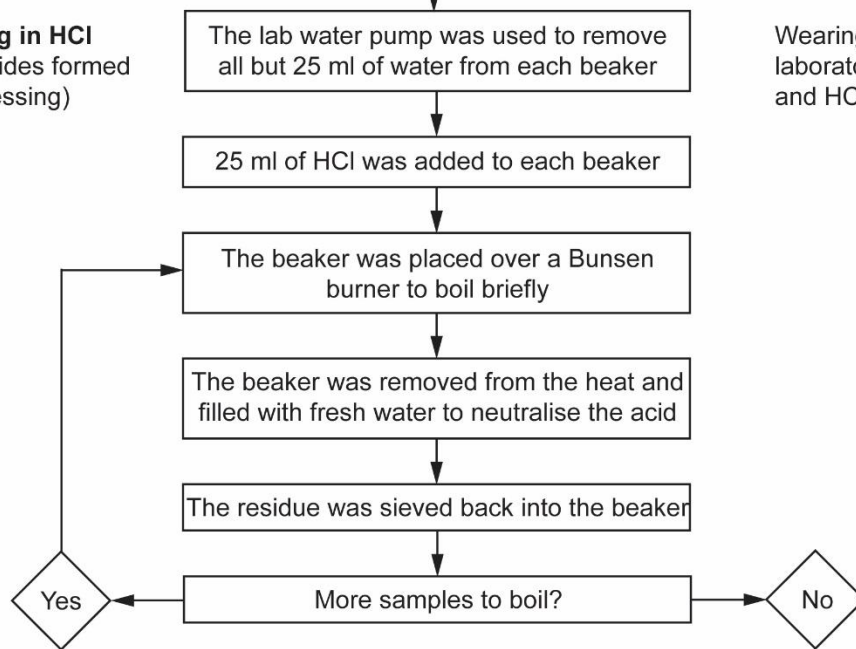 g in HCl
ides formed
essing)
The lab water pump was used to remove
all but 25 ml of water from each beaker
Wearing
laborato
and HC
25 ml of HCl was added to each beaker
The beaker was placed over a Bunsen
burner to boil briefly
The beaker was removed from the heat and
filled with fresh water to neutralise the acid
The residue was sieved back into the beaker
Yes
More samples to boil?
No